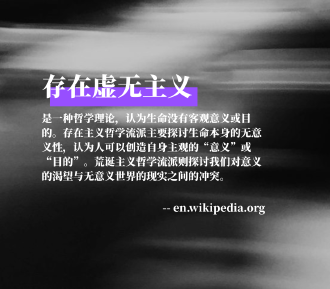 存在虚无主义
是一种哲学理论，认为生命没有客观意义或目
的。存在主义哲学流派主要探讨生命本身的无意
义性，认为人可以创造自身主观的“意义”或
“目的”。荒诞主义哲学流派则探讨我们对意义
的渴望与无意义世界的现实之间的冲突。
-- en.wikipedia.org